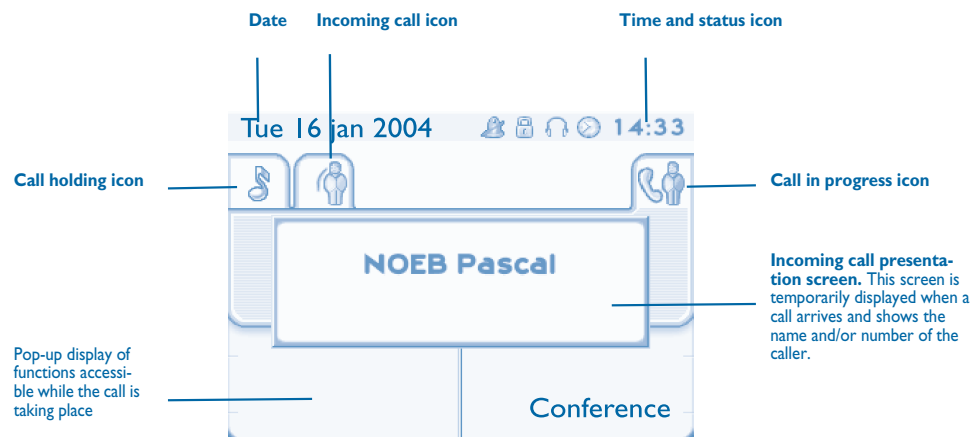 Date
Incoming call icon
Time and status icon
Tue 16 jan 2004
14:33
Call holding icon
Call in progress icon
NOEB Pascal
Incoming call presenta-
tion screen. This screen is
temporarily displayed when a
call arrives and shows the
name and/or number of the
caller.
Pop-up display of
functions accessi-
ble while the call is
taking place
Conference